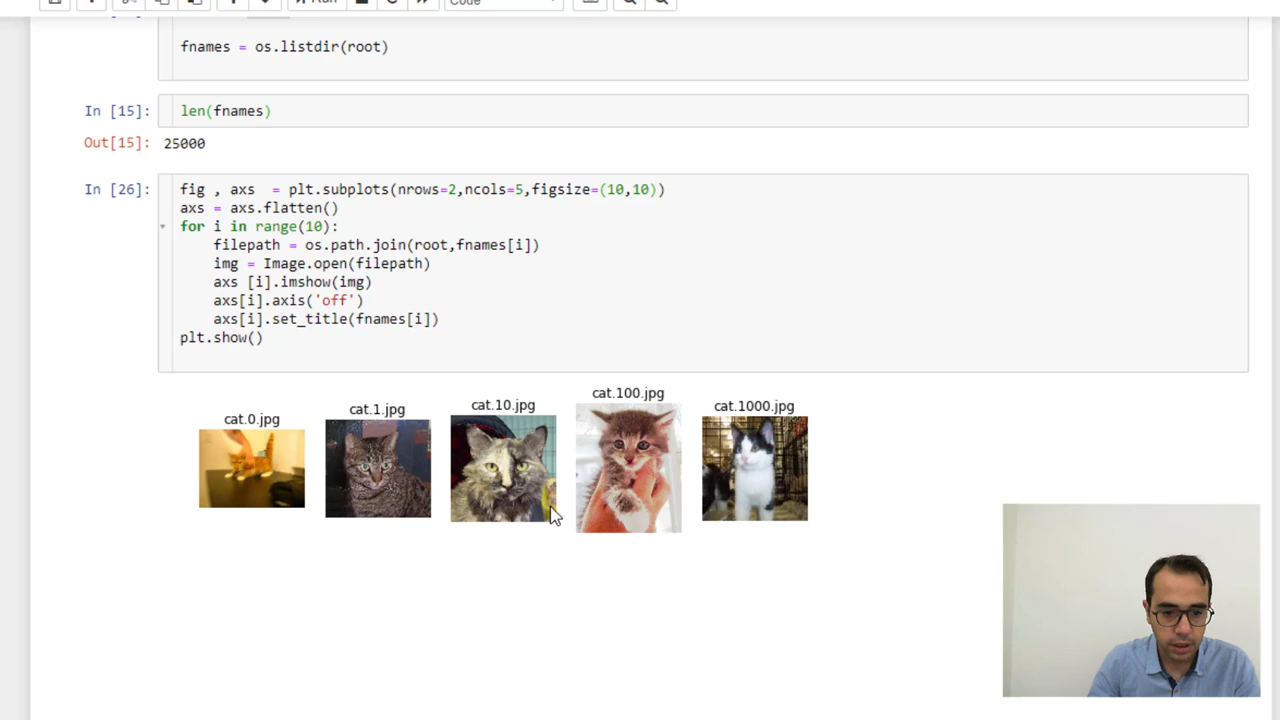 Code
fnames = os.listdir(root)
In [15]: len(fnames)
Out[15]: 25000
In [26]: fig , axs  = plt.subplots(nrows=2,ncols=5,figsize=(10,10))
axs = axs.flatten()
for i in range(10):
    filepath = os.path.join(root,fnames[i])
    img = Image.open(filepath)
    axs [i].imshow(img)
    axs[i].axis('off')
    axs[i].set_title(fnames[i])
plt.show()
cat.0.jpg cat.1.jpg cat.10.jpg cat.100.jpg cat.1000.jpg